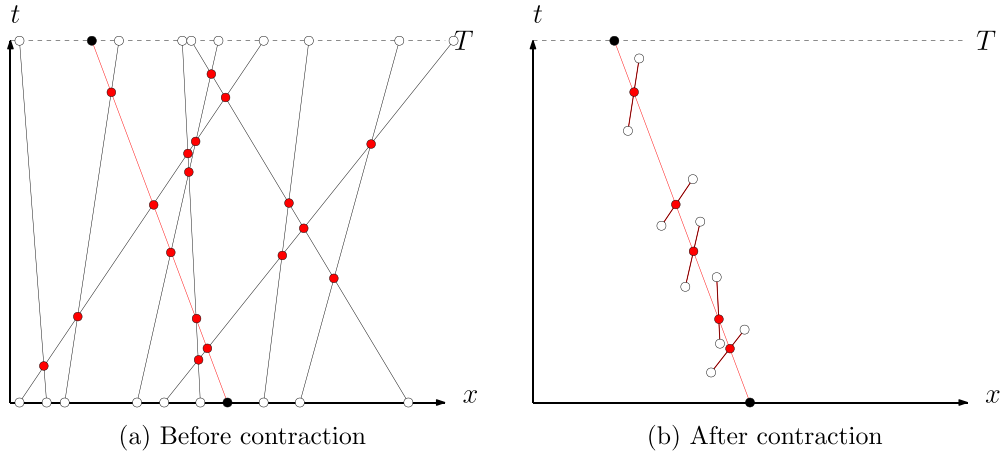 t
T
x
(a) Before contraction
t
T
x
(b) After contraction